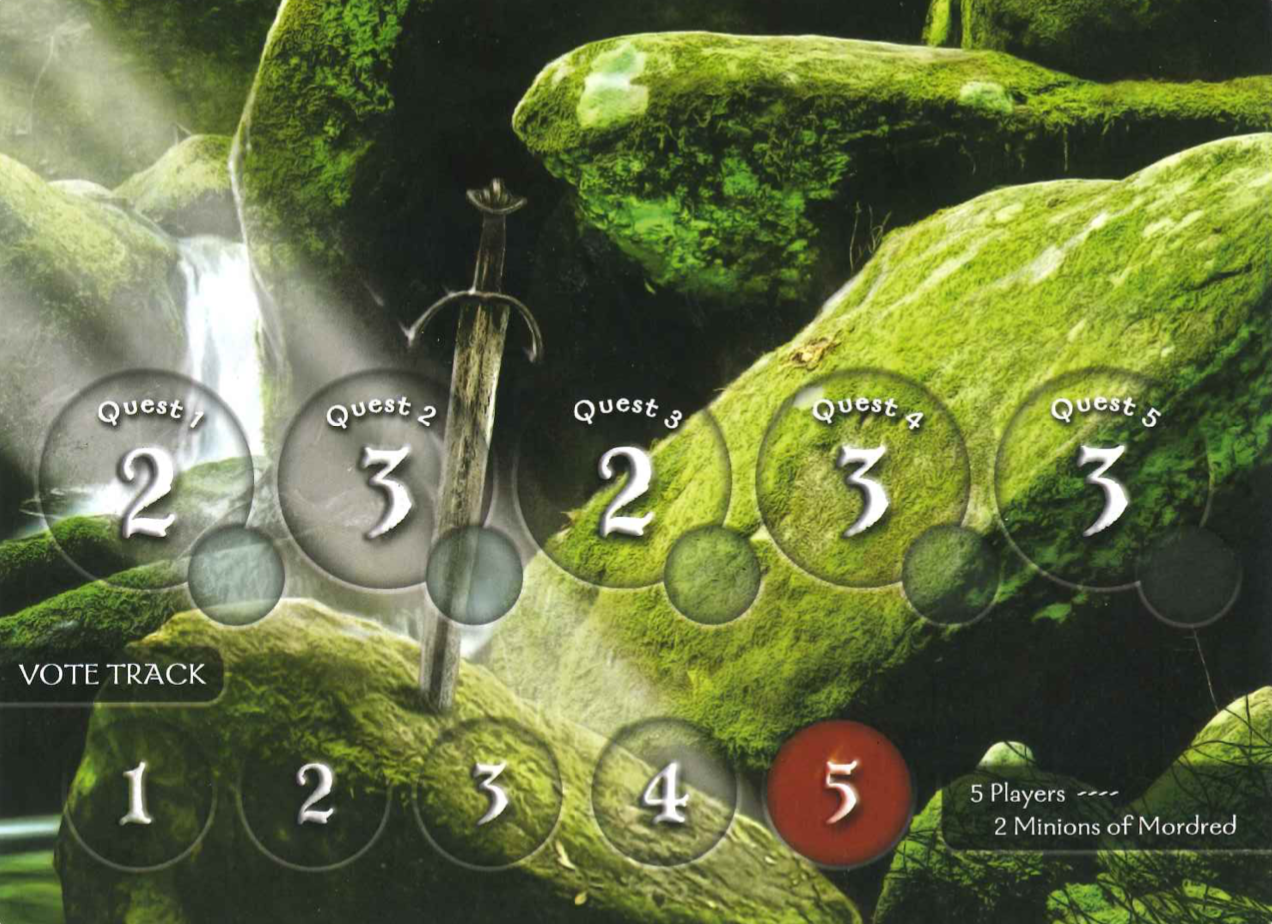 Quest 1
2
Quest 2
3
Quest 3
2
Quest 4
3
Quest 5
3
VOTE TRACK
1
2
3
4
5
5 Players ----
2 Minions of Mordred